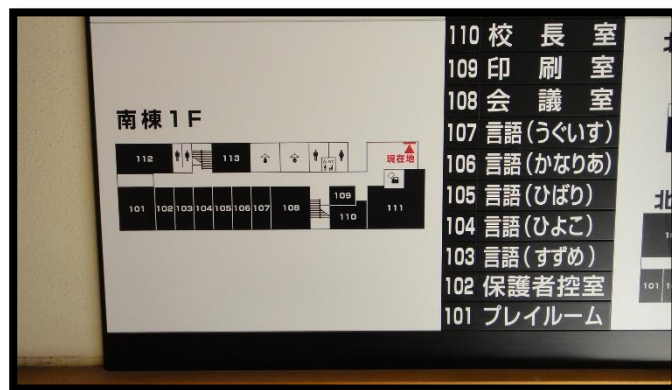 南棟1F
112
113
現在地
101
102
103
104
105
106
107
108
109
110
111
110 校長室
109 印刷室
108 会議室
107 言語(うぐいす)
106 言語(かなりあ)
105 言語(ひばり)
104 言語(ひよこ)
103 言語(すずめ)
102 保護者控室
101 プレイルーム
北
101